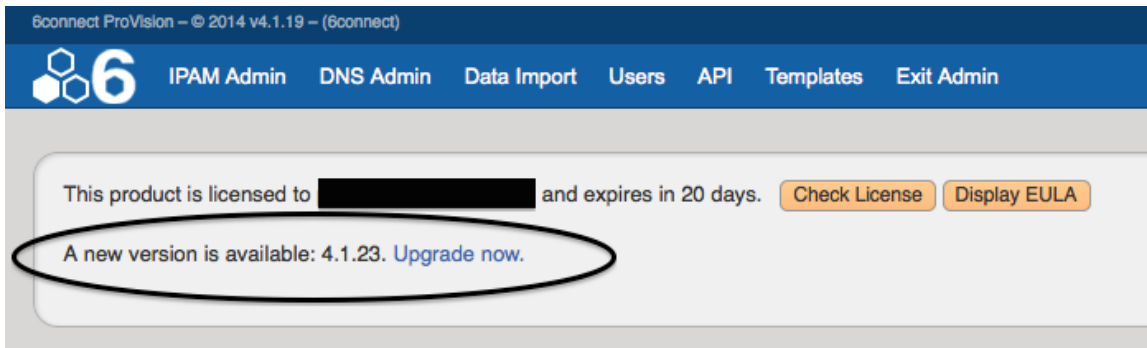 6connect ProVision – © 2014 v4.1.19 – (6connect)
6 IPAM Admin DNS Admin Data Import Users API Templates Exit Admin
This product is licensed to and expires in 20 days. Check License Display EULA
A new version is available: 4.1.23. Upgrade now.